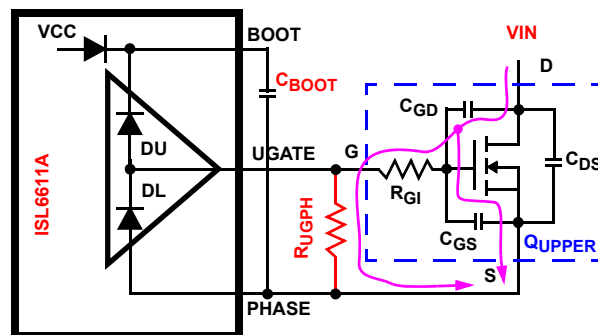 VCC
BOOT
VIN
D
CBOOT
CGD
DU
UGATE
G
CDS
DL
RGI
ISL6611A
RUGPH
CGS
QUPPER
S
PHASE